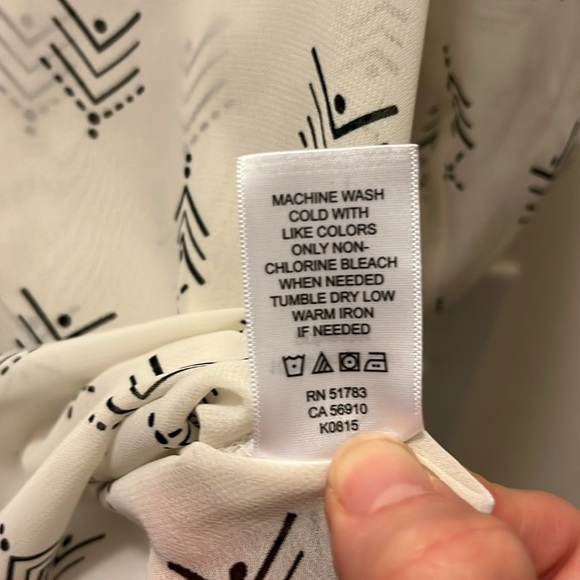 MACHINE WASH
COLD WITH
LIKE COLORS
ONLY NON-
CHLORINE BLEACH
WHEN NEEDED
TUMBLE DRY LOW
WARM IRON
IF NEEDED
RN 51783
CA 56910
K0815